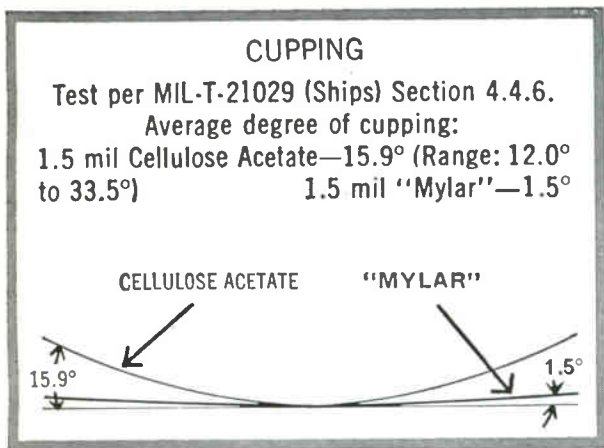 CUPPING
Test per MIL-T-21029 (Ships) Section 4.4.6.
Average degree of cupping:
1.5 mil Cellulose Acetate—15.9° (Range: 12.0°
to 33.5°) 1.5 mil "Mylar"—1.5°
CELLULOSE ACETATE "MYLAR"
15.9° 1.5°